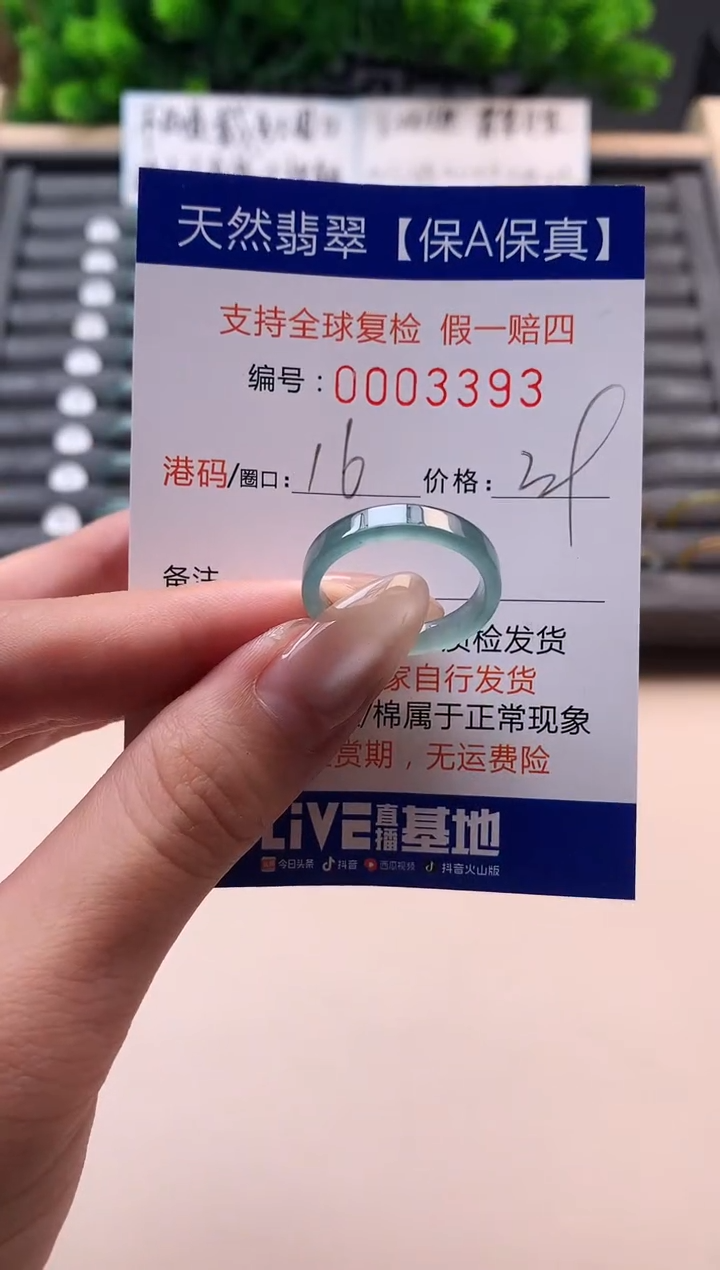 天然翡翠【保A保真】
支持全球复检 假一赔四
编号：0003393
港码/圈口：16 价格：
备注
质检发货
家自行发货
/棉属于正常现象
赏期，无运费险
LiVE直播基地
今日头条 抖音 西瓜视频 抖音火山版